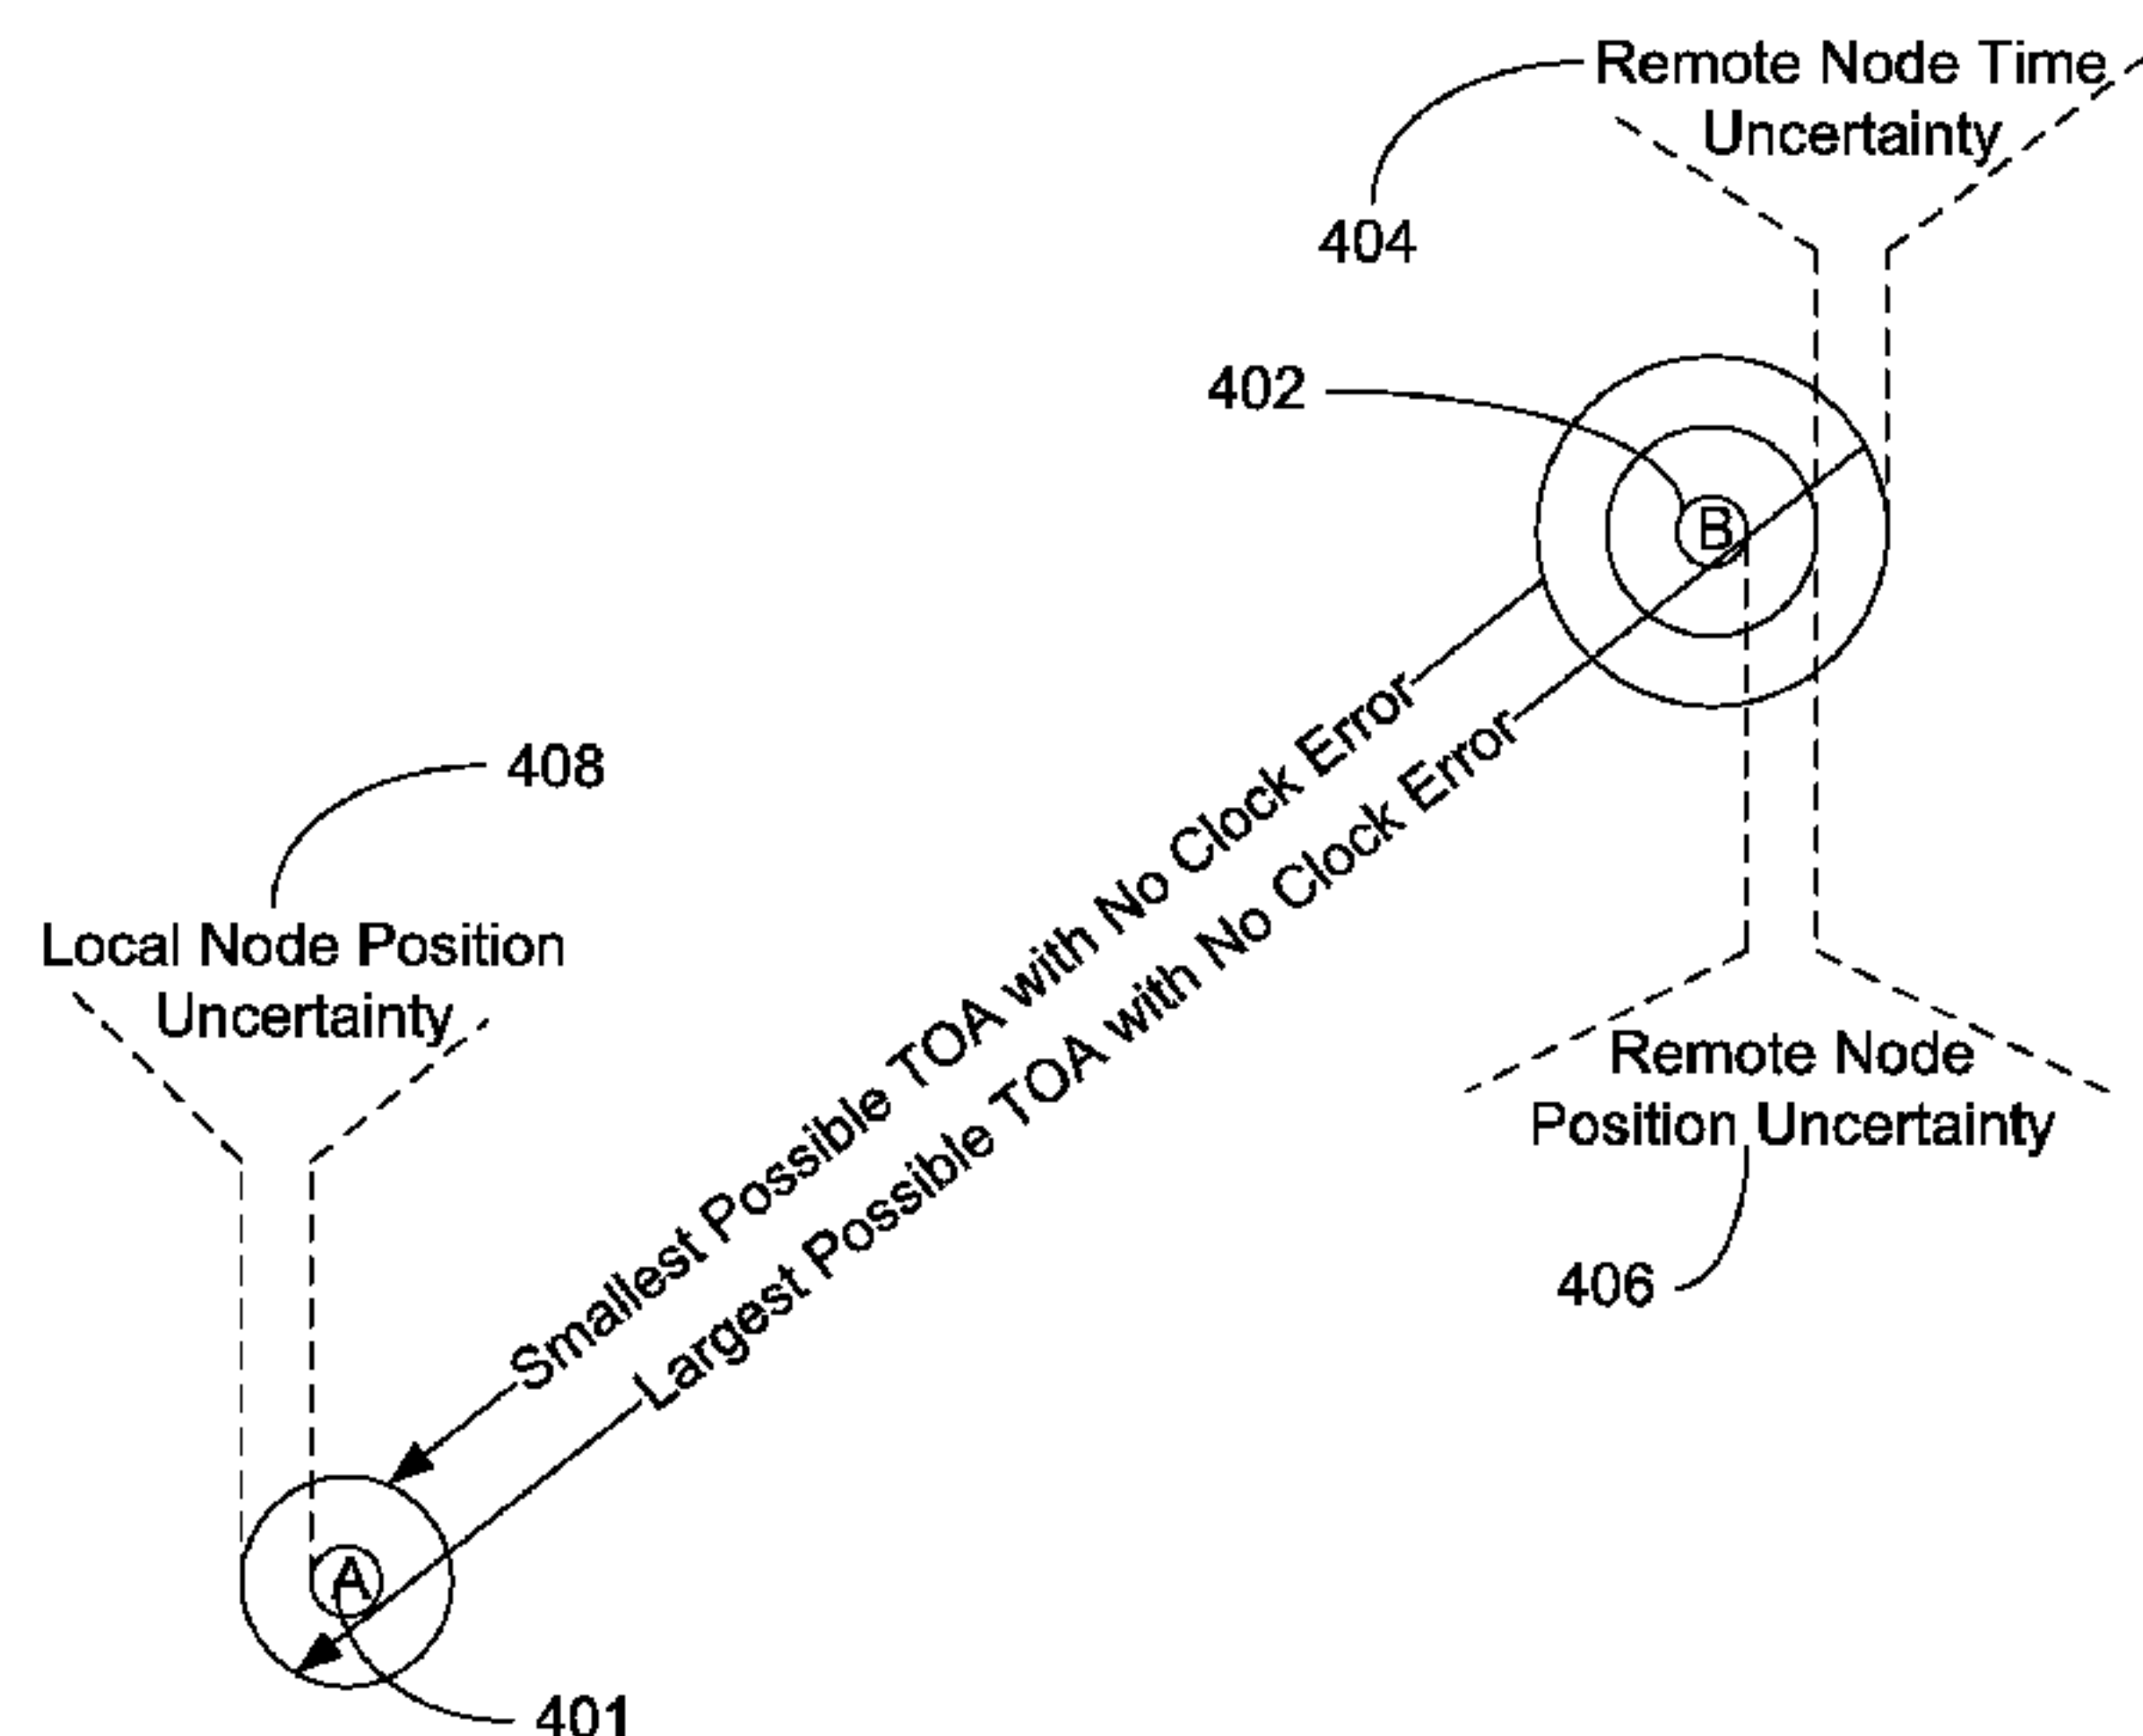 Remote Node Time
Uncertainty
404
402
B
408
Local Node Position
Uncertainty
Smallest Possible TOA with No Clock Error
Largest Possible TOA with No Clock Error
Remote Node
Position Uncertainty
406
A
401